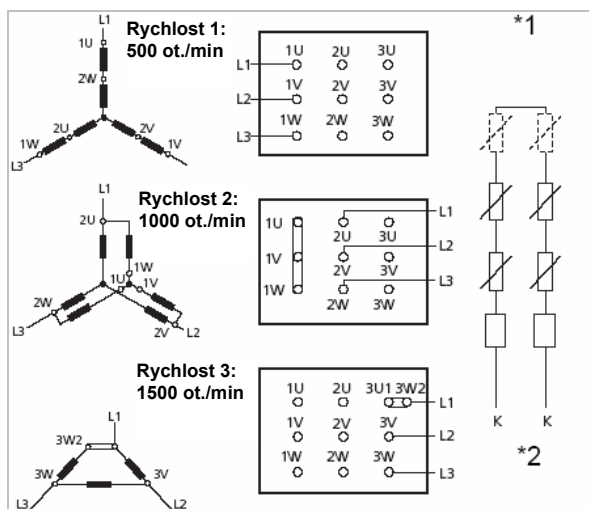 L1
Rychlost 1:
500 ot./min
1U
2W
2U
2V
1W
1V
L3
1U 2U 3U
L1
1V 2V 3V
L2
1W 2W 3W
L3
L1
Rychlost 2:
1000 ot./min
2U
1W
1U
1V
2W
2V
L3
L2
1U
L1
2U 3U
L2
1V
2V 3V
L3
1W
2W 3W
Rychlost 3:
1500 ot./min
L1
3W2
3W
3V
L3
L2
1U 2U 3U1 3W2
L1
1V 2V 3V
L2
1W 2W 3W
L3
*1
K K
*2